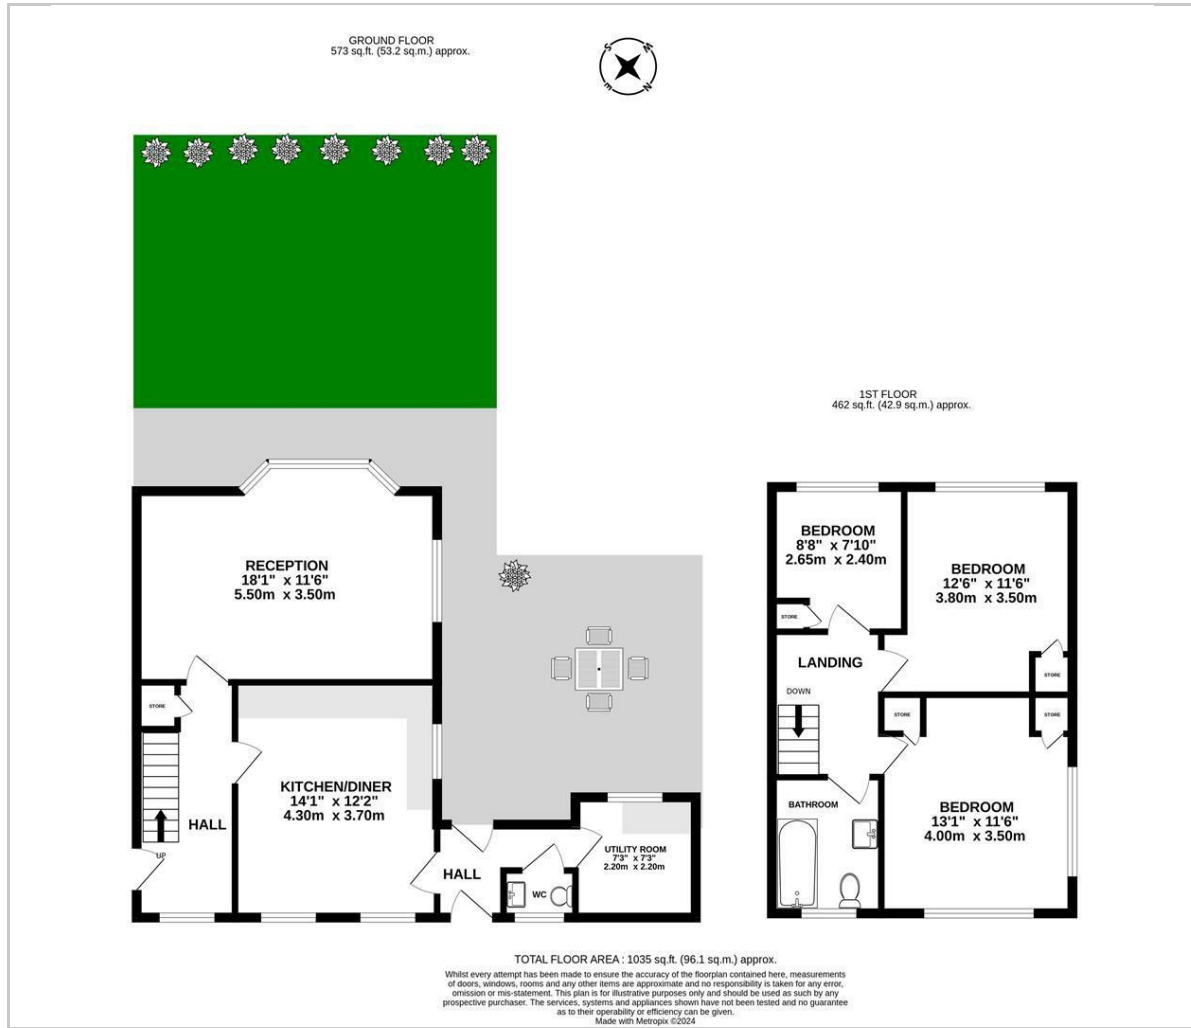 GROUND FLOOR
573 sq.ft. (53.2 sq.m.) approx.
S
W
E
N
1ST FLOOR
462 sq.ft. (42.9 sq.m.) approx.
RECEPTION
18'1" x 11'6"
5.50m x 3.50m
STORE
KITCHEN/DINER
14'1" x 12'2"
4.30m x 3.70m
HALL
UP
HALL
WC
UTILITY ROOM
7'3" x 7'3"
2.20m x 2.20m
BEDROOM
8'8" x 7'10"
2.65m x 2.40m
BEDROOM
12'6" x 11'6"
3.80m x 3.50m
STORE
LANDING
STORE
DOWN
STORE
STORE
BATHROOM
BEDROOM
13'1" x 11'6"
4.00m x 3.50m
TOTAL FLOOR AREA : 1035 sq.ft. (96.1 sq.m.) approx.
Whilst every attempt has been made to ensure the accuracy of the floorplan contained here, measurements
of doors, windows, rooms and any other items are approximate and no responsibility is taken for any error,
omission or mis-statement. This plan is for illustrative purposes only and should be used as such by any
prospective purchaser. The services, systems and appliances shown have not been tested and no guarantee
as to their operability or efficiency can be given.
Made with Metropix ©2024